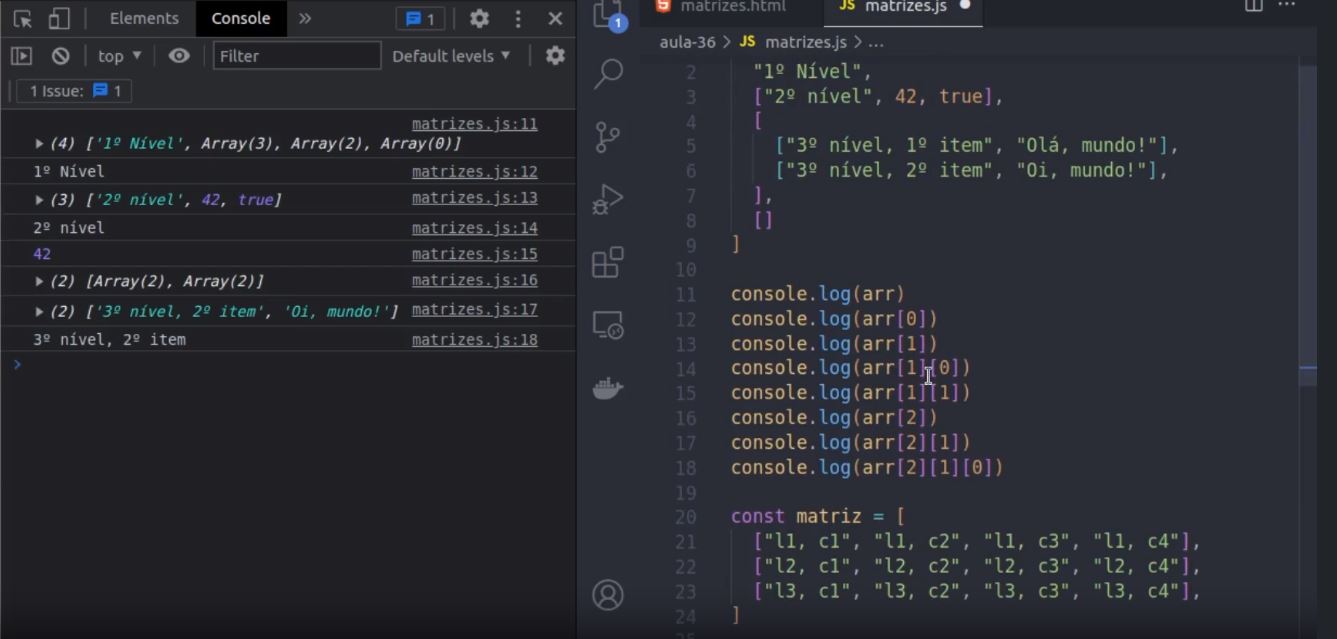 Elements Console » 1
top ▼ Filter Default levels ▼
1 Issue: 1
matrizes.js:11
▶ (4) ['1º Nível', Array(3), Array(2), Array(0)]
1º Nível matrizes.js:12
▶ (3) ['2º nível', 42, true] matrizes.js:13
2º nível matrizes.js:14
42 matrizes.js:15
▶ (2) [Array(2), Array(2)] matrizes.js:16
▶ (2) ['3º nível, 2º item', 'Oi, mundo!'] matrizes.js:17
3º nível, 2º item matrizes.js:18
>
1
matrizes.html JS matrizes.js ●
aula-36 > JS matrizes.js > ...
2 "1º Nível",
3 ["2º nível", 42, true],
4 [
5 ["3º nível, 1º item", "Olá, mundo!"],
6 ["3º nível, 2º item", "Oi, mundo!"],
7 ],
8 []
9 ]
10
11 console.log(arr)
12 console.log(arr[0])
13 console.log(arr[1])
14 console.log(arr[1][0])
15 console.log(arr[1][1])
16 console.log(arr[2])
17 console.log(arr[2][1])
18 console.log(arr[2][1][0])
19
20 const matriz = [
21 ["l1, c1", "l1, c2", "l1, c3", "l1, c4"],
22 ["l2, c1", "l2, c2", "l2, c3", "l2, c4"],
23 ["l3, c1", "l3, c2", "l3, c3", "l3, c4"],
24 ]